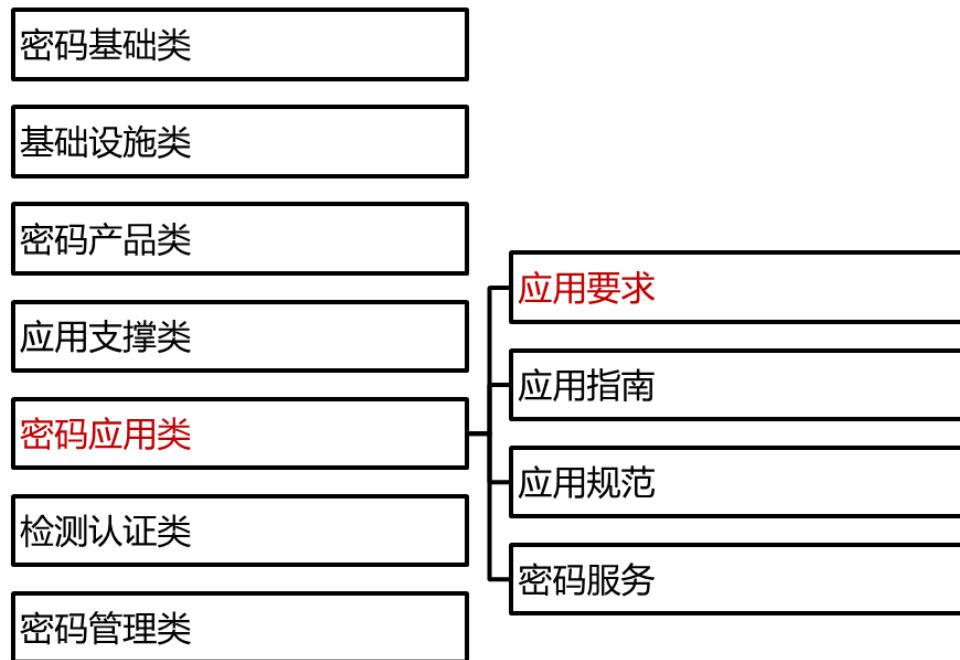 密码基础类
基础设施类
密码产品类
应用支撑类
密码应用类
检测认证类
密码管理类
应用要求
应用指南
应用规范
密码服务